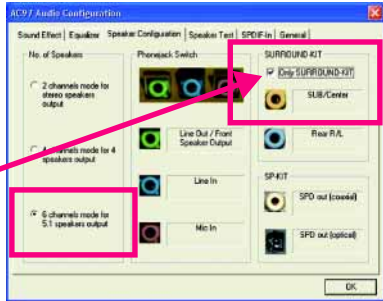 AC97 Audio Configuration
Sound Effect | Equalizer | Speaker Configuration | Speaker Test | SPDIF-In | General
No. of Speakers
2 channels mode for
stereo speakers
output
4 channels mode for 4
speakers output
6 channels mode for
5.1 speakers output
Phonejack Switch
Line Out / Front
Speaker Output
Line In
Mic In
SURROUND-KIT
Only SURROUND-KIT
SUB/Center
Rear R/L
SP-KIT
SPD out (coaxial)
SPD out (optical)
OK